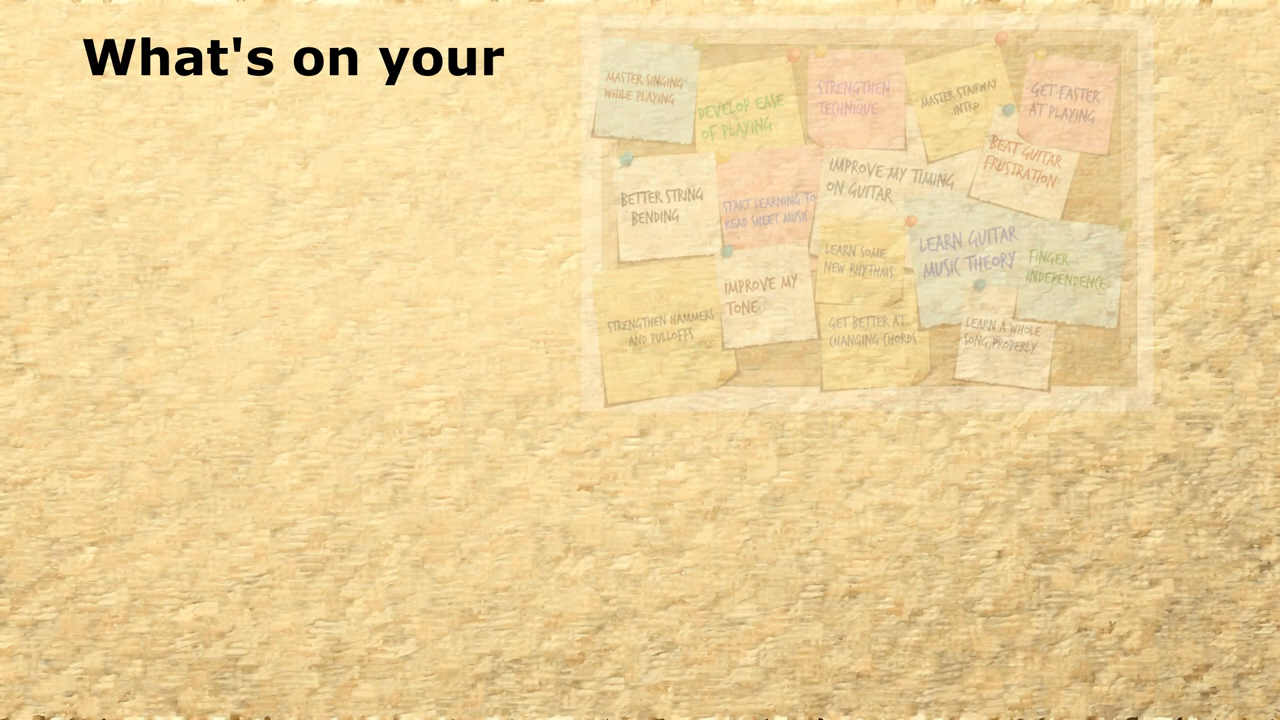 What's on your
MASTER SINGING
WHILE PLAYING
DEVELOP EASE
OF PLAYING
STRENGTHEN
TECHNIQUE
MASTER STAIRWAY
INTRO
GET FASTER
AT PLAYING
BETTER STRING
BENDING
START LEARNING TO
READ SHEET MUSIC
IMPROVE MY TIMING
ON GUITAR
BEAT GUITAR
FRUSTRATION
LEARN SOME
NEW RHYTHMS
LEARN GUITAR
MUSIC THEORY
FINGER
INDEPENDENCE
STRENGTHEN HAMMERS
AND PULLOFFS
IMPROVE MY
TONE
GET BETTER AT
CHANGING CHORDS
LEARN A WHOLE
SONG PROPERLY